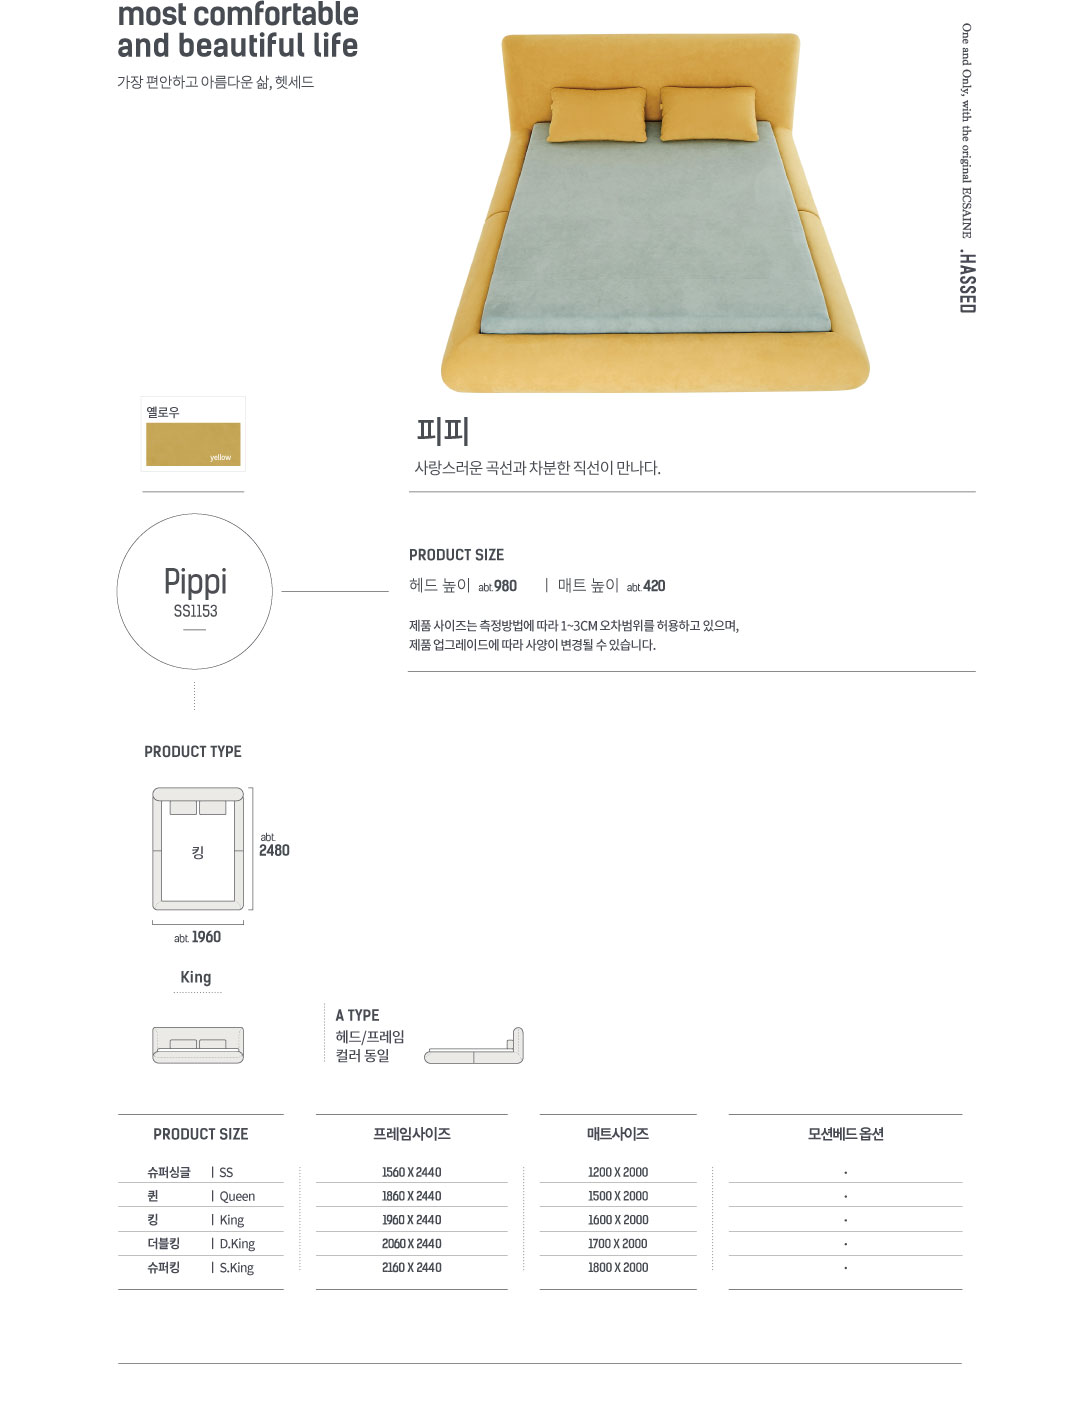 most comfortable
and beautiful life
가장 편안하고 아름다운 삶, 헷세드
One and Only, with the original ECSAINE .HASSED
옐로우
yellow
피피
사랑스러운 곡선과 차분한 직선이 만나다.
Pippi
SS1153
PRODUCT SIZE
헤드 높이 abt.980 | 매트 높이 abt.420
제품 사이즈는 측정방법에 따라 1~3CM 오차범위를 허용하고 있으며,
제품 업그레이드에 따라 사양이 변경될 수 있습니다.
PRODUCT TYPE
킹
abt.
2480
abt. 1960
King
A TYPE
헤드/프레임
컬러 동일
PRODUCT SIZE 프레임사이즈 매트사이즈 모션베드 옵션
슈퍼싱글 | SS 1560 X 2440 1200 X 2000 ·
퀸 | Queen 1860 X 2440 1500 X 2000 ·
킹 | King 1960 X 2440 1600 X 2000 ·
더블킹 | D.King 2060 X 2440 1700 X 2000 ·
슈퍼킹 | S.King 2160 X 2440 1800 X 2000 ·